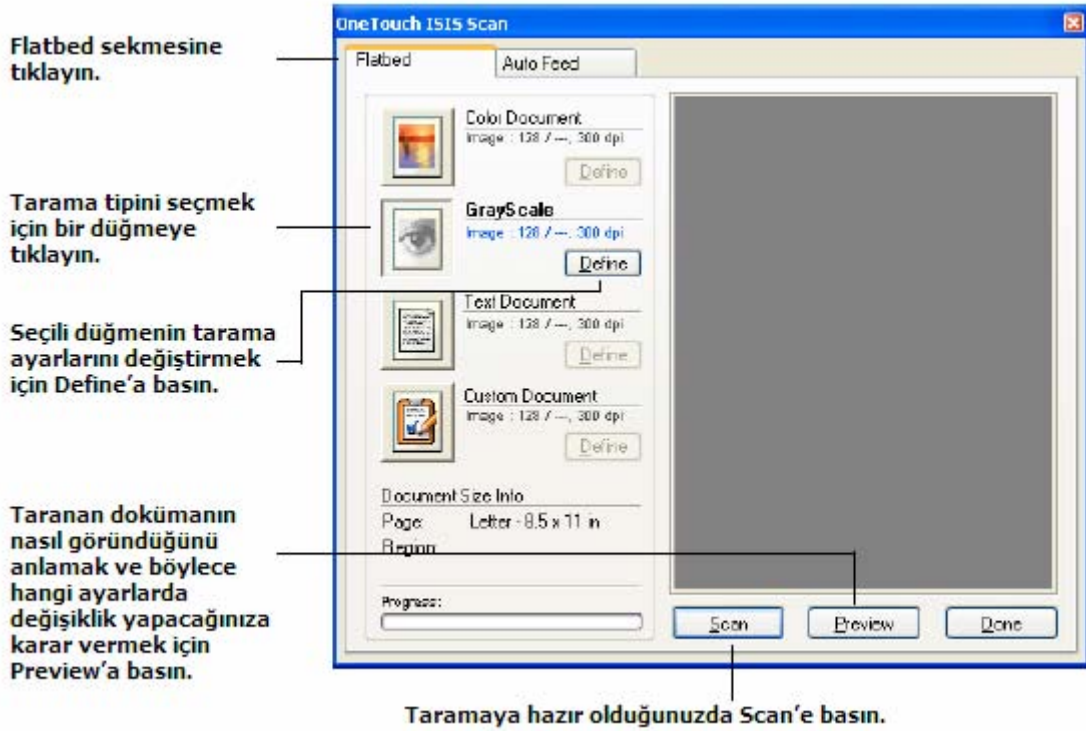 OneTouch ISIS Scan
Flatbed sekmesine
tıklayın.
Flatbed
Auto Feed
Color Document
Image : 128 / ---, 300 dpi
Define
Tarama tipini seçmek
için bir düğmeye
tıklayın.
GrayScale
Image : 128 / ---, 300 dpi
Define
Seçili düğmenin tarama
ayarlarını değiştirmek
için Define’a basın.
Text Document
Image : 128 / ---, 300 dpi
Define
Custom Document
Image : 128 / ---, 300 dpi
Define
Document Size Info
Page: Letter - 8.5 x 11 in
Region:
Taranan dokümanın
nasıl göründüğünü
anlamak ve böylece
hangi ayarlarda
değişiklik yapacağınıza
karar vermek için
Preview’a basın.
Progress:
Scan
Preview
Done
Taramaya hazır olduğunuzda Scan’e basın.